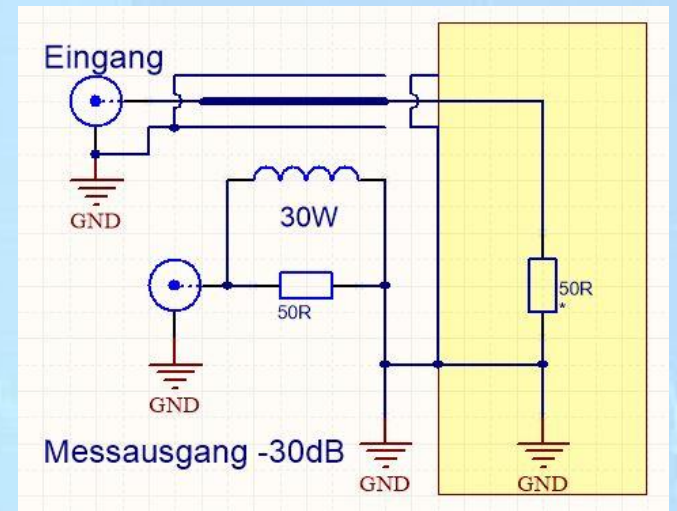 Eingang
GND
30W
50R
50R
*
GND
Messausgang -30dB
GND
GND